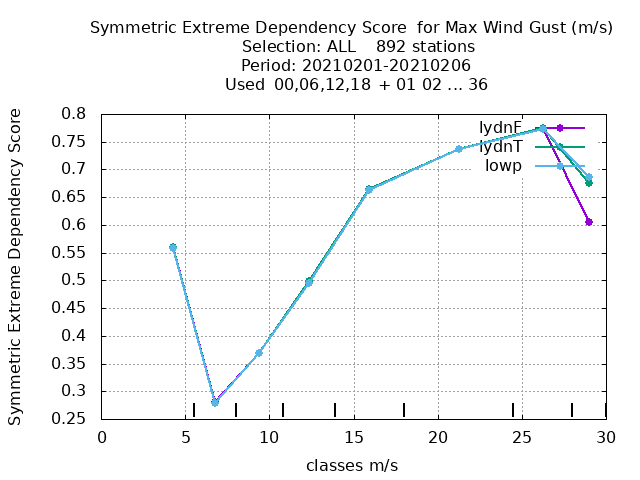 Symmetric Extreme Dependency Score  for Max Wind Gust (m/s)
Selection: ALL    892 stations
Period: 20210201-20210206
Used  00,06,12,18  + 01 02 ... 36
Symmetric Extreme Dependency Score
0.8
0.75
0.7
0.65
0.6
0.55
0.5
0.45
0.4
0.35
0.3
0.25
lydnF
lydnT
lowp
0 5 10 15 20 25 30
classes m/s